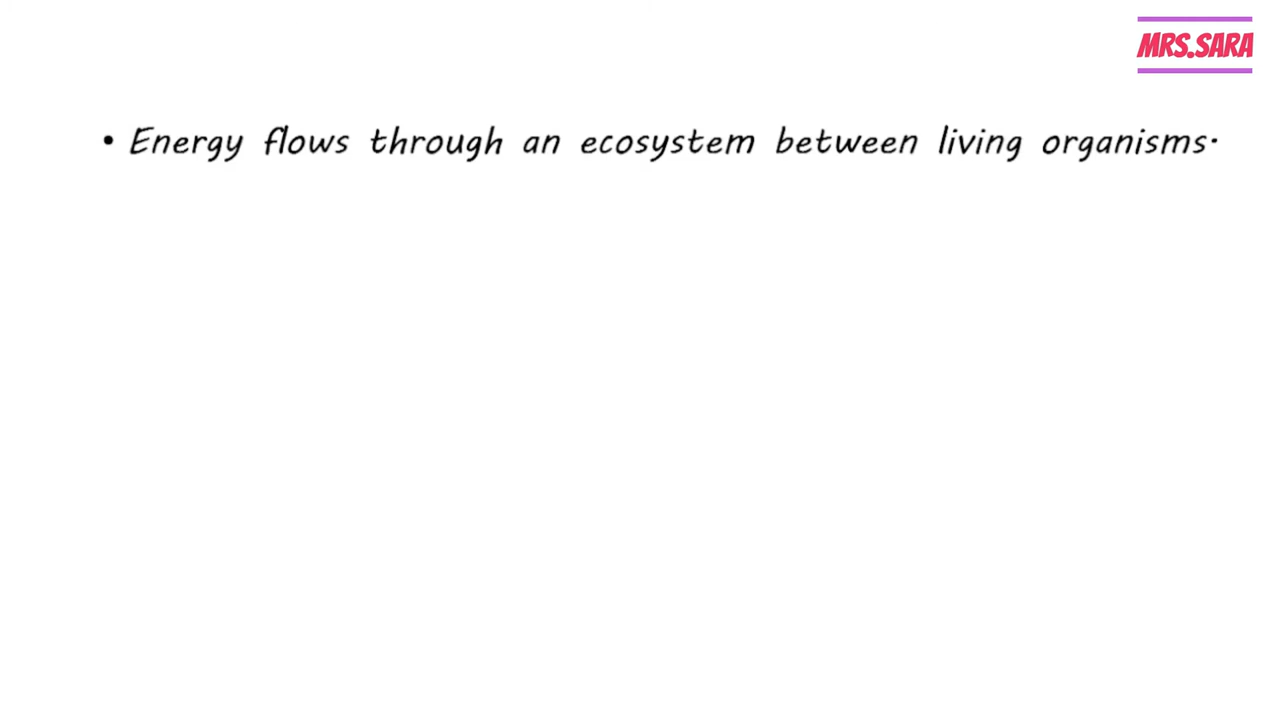 MRS.SARA
• Energy flows through an ecosystem between living organisms.